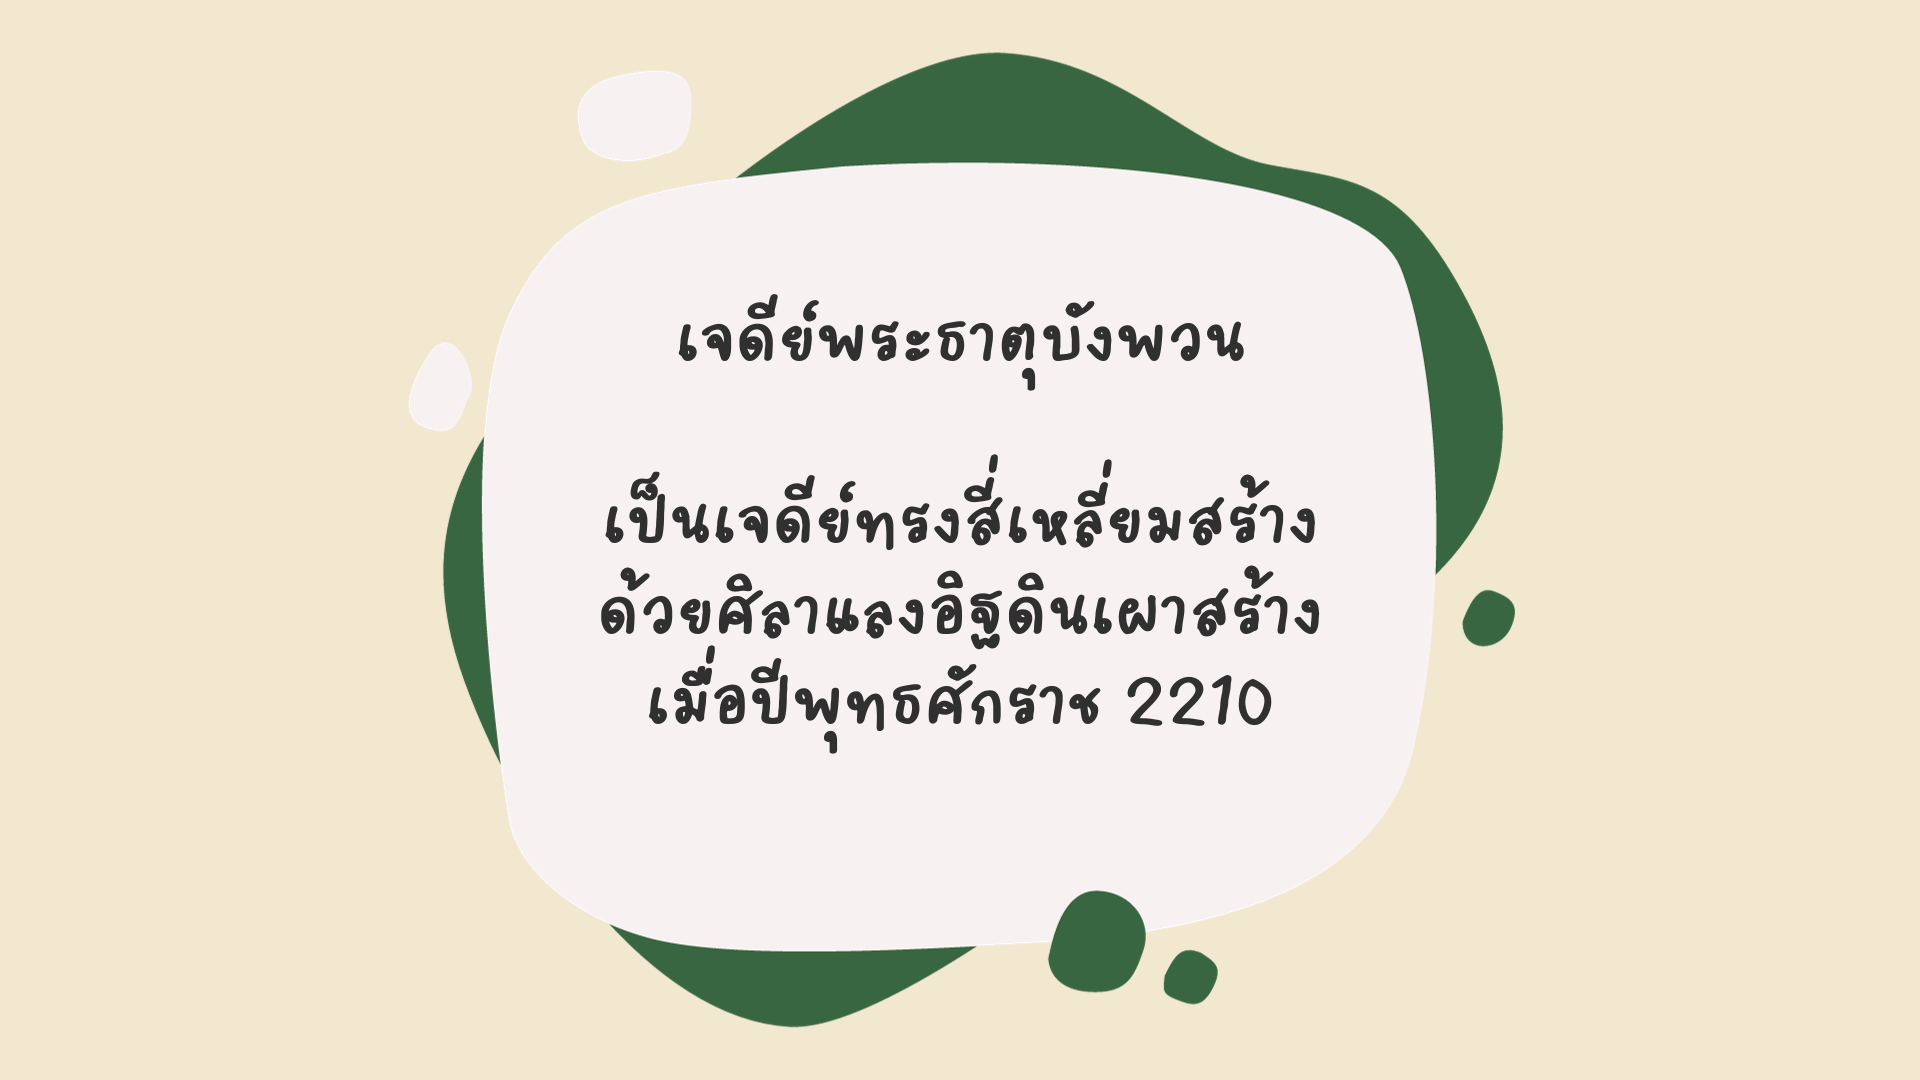 เจดีย์พระธาตุบังพวน
เป็นเจดีย์ทรงสี่เหลี่ยมสร้าง
ด้วยศิลาแลงอิฐดินเผาสร้าง
เมื่อปีพุทธศักราช 2210